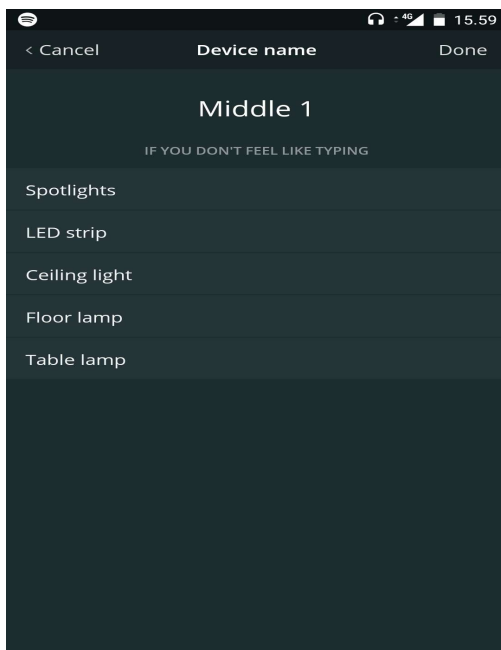 4G 15.59
< Cancel Device name Done
Middle 1
IF YOU DON'T FEEL LIKE TYPING
Spotlights
LED strip
Ceiling light
Floor lamp
Table lamp